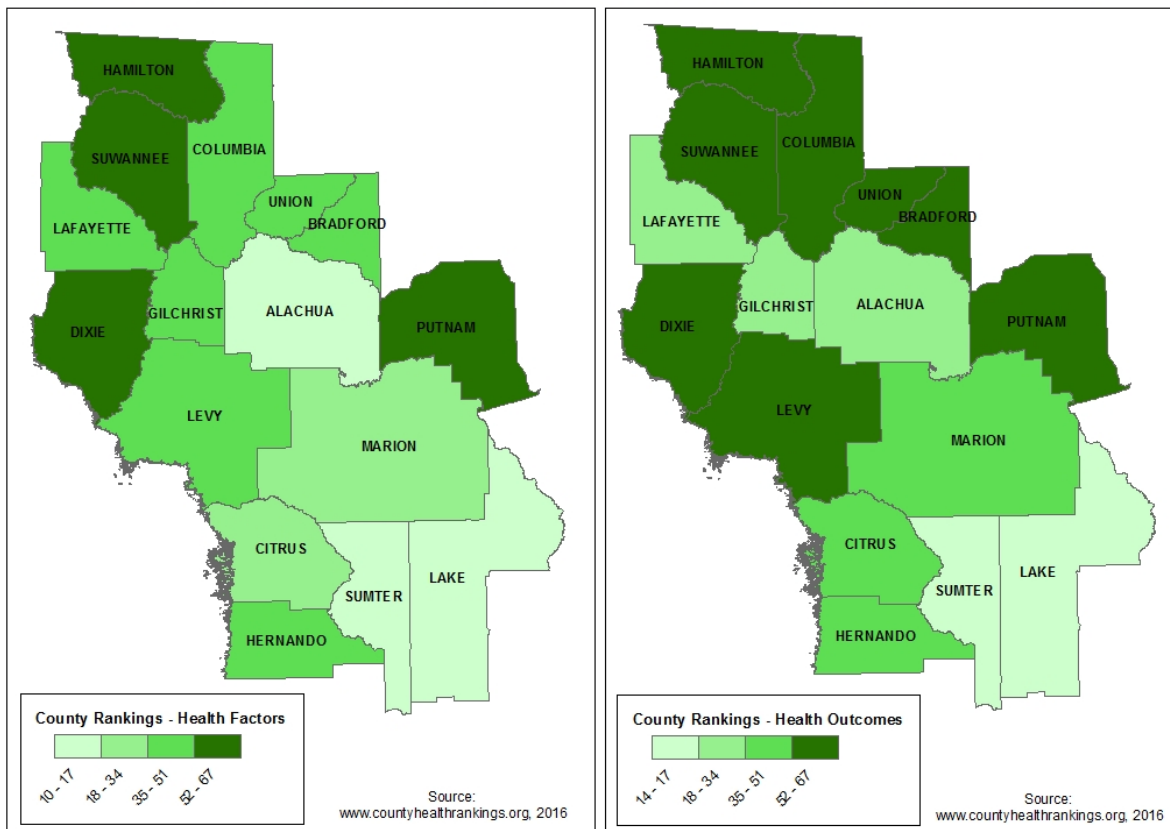 HAMILTON
SUWANNEE
COLUMBIA
UNION
BRADFORD
LAFAYETTE
GILCHRIST
ALACHUA
DIXIE
PUTNAM
LEVY
MARION
CITRUS
SUMTER
LAKE
HERNANDO
County Rankings - Health Factors
10 - 17
18 - 34
35 - 51
52 - 67
Source:
www.countyhealthrankings.org, 2016
HAMILTON
SUWANNEE
COLUMBIA
UNION
BRADFORD
LAFAYETTE
GILCHRIST
ALACHUA
DIXIE
PUTNAM
LEVY
MARION
CITRUS
SUMTER
LAKE
HERNANDO
County Rankings - Health Outcomes
14 - 17
18 - 34
35 - 51
52 - 67
Source:
www.countyhealthrankings.org, 2016